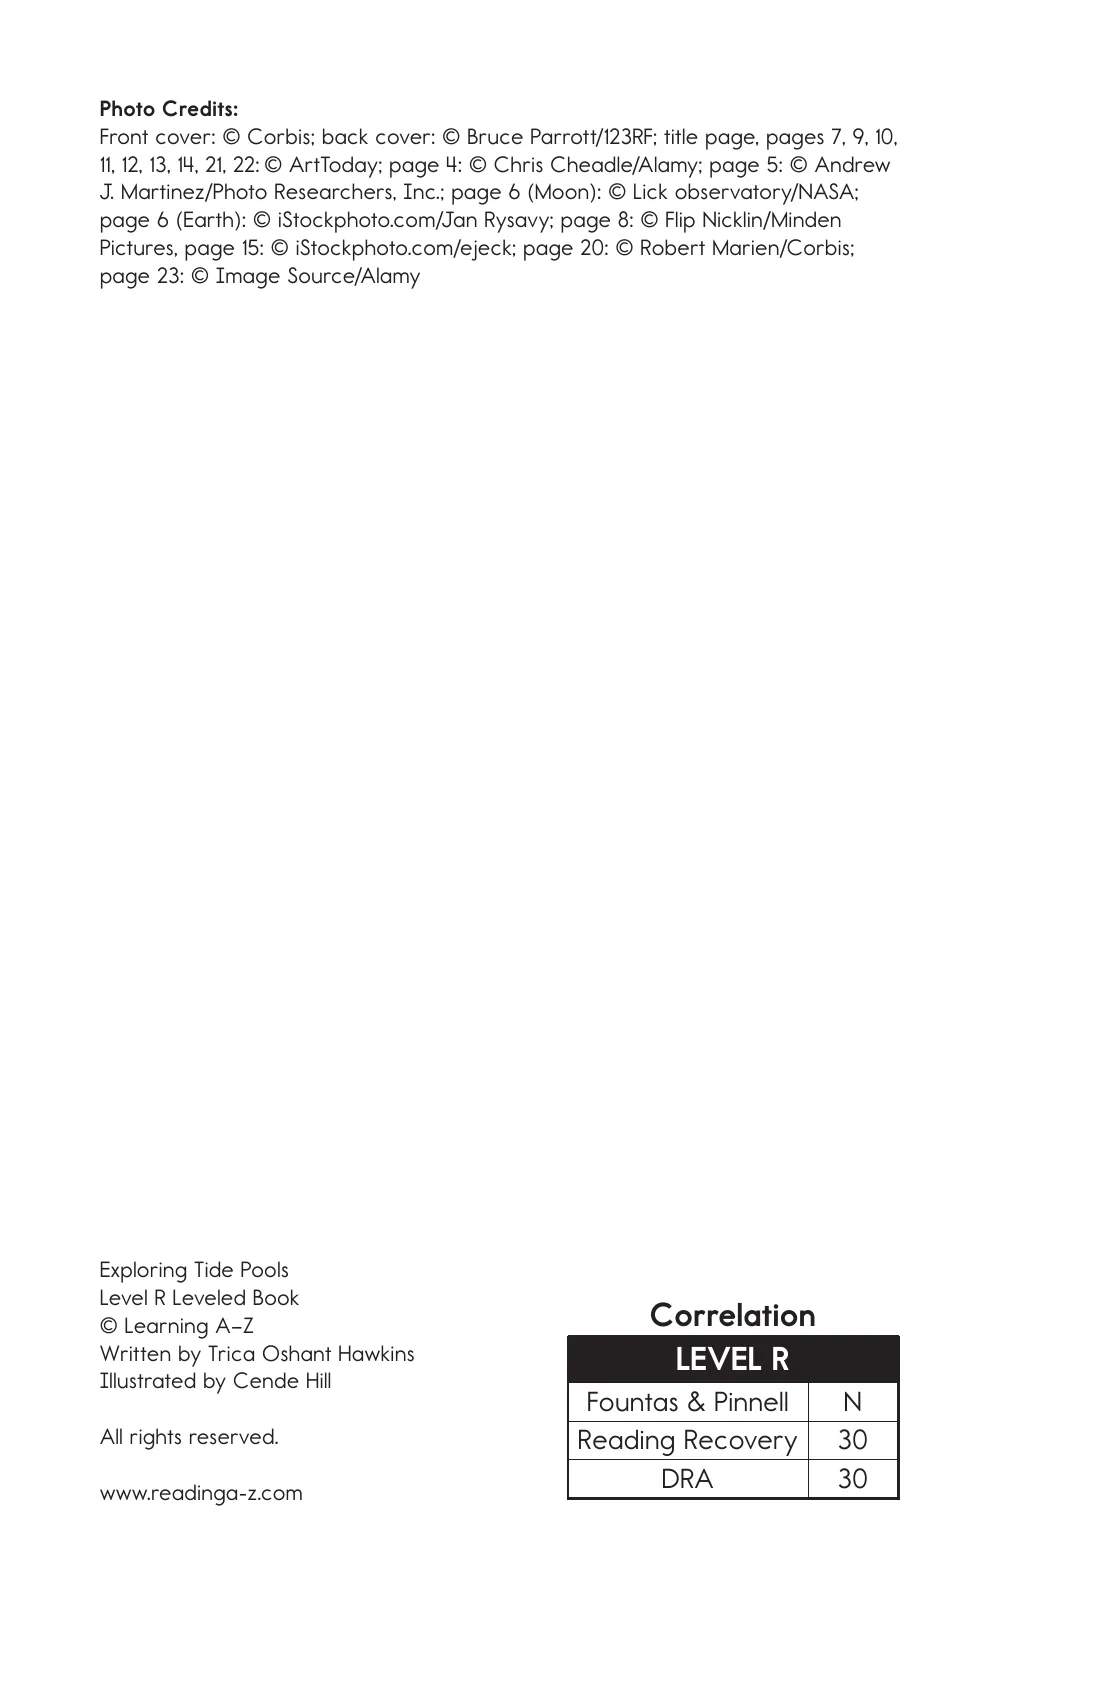 Photo Credits:
Front cover: © Corbis; back cover: © Bruce Parrott/123RF; title page, pages 7, 9, 10,
11, 12, 13, 14, 21, 22: © ArtToday; page 4: © Chris Cheadle/Alamy; page 5: © Andrew
J. Martinez/Photo Researchers, Inc.; page 6 (Moon): © Lick observatory/NASA;
page 6 (Earth): © iStockphoto.com/Jan Rysavy; page 8: © Flip Nicklin/Minden
Pictures, page 15: © iStockphoto.com/ejeck; page 20: © Robert Marien/Corbis;
page 23: © Image Source/Alamy
Exploring Tide Pools
Level R Leveled Book
© Learning A–Z
Written by Trica Oshant Hawkins
Illustrated by Cende Hill
All rights reserved.
www.readinga-z.com
Correlation
LEVEL R
Fountas & Pinnell N
Reading Recovery 30
DRA 30